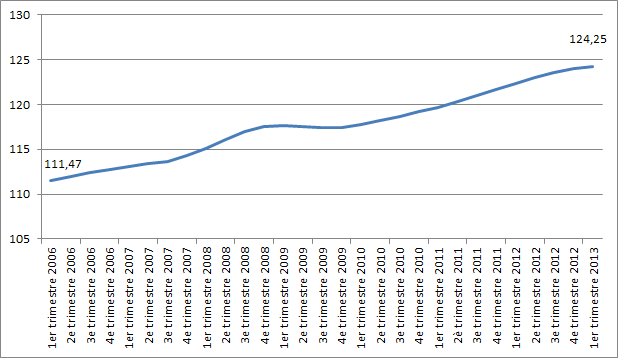 130
125
120
115
110
105
111,47
124,25
1er trimestre 2006
2e trimestre 2006
3e trimestre 2006
4e trimestre 2006
1er trimestre 2007
2e trimestre 2007
3e trimestre 2007
4e trimestre 2007
1er trimestre 2008
2e trimestre 2008
3e trimestre 2008
4e trimestre 2008
1er trimestre 2009
2e trimestre 2009
3e trimestre 2009
4e trimestre 2009
1er trimestre 2010
2e trimestre 2010
3e trimestre 2010
4e trimestre 2010
1er trimestre 2011
2e trimestre 2011
3e trimestre 2011
4e trimestre 2011
1er trimestre 2012
2e trimestre 2012
3e trimestre 2012
4e trimestre 2012
1er trimestre 2013